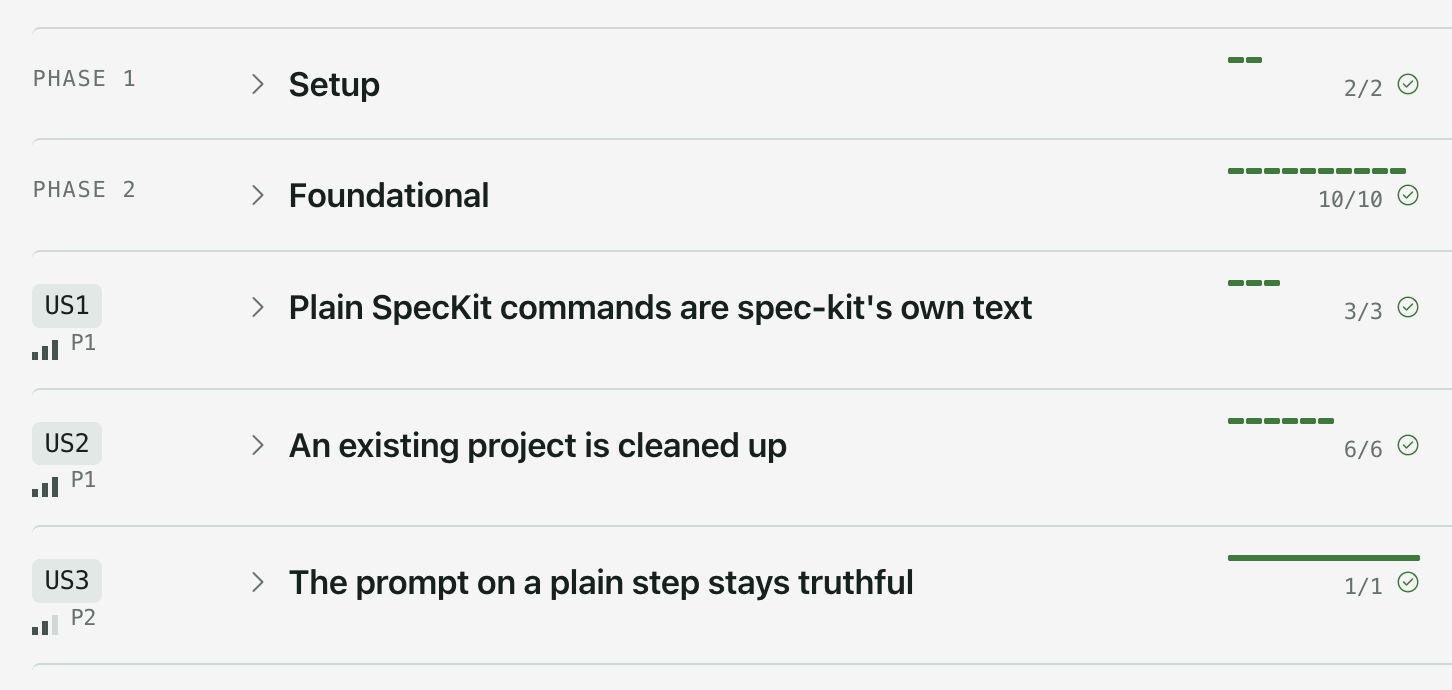 PHASE 1
Setup
2/2
PHASE 2
Foundational
10/10
US1
Plain SpecKit commands are spec-kit's own text
3/3
P1
US2
An existing project is cleaned up
6/6
P1
US3
The prompt on a plain step stays truthful
1/1
P2